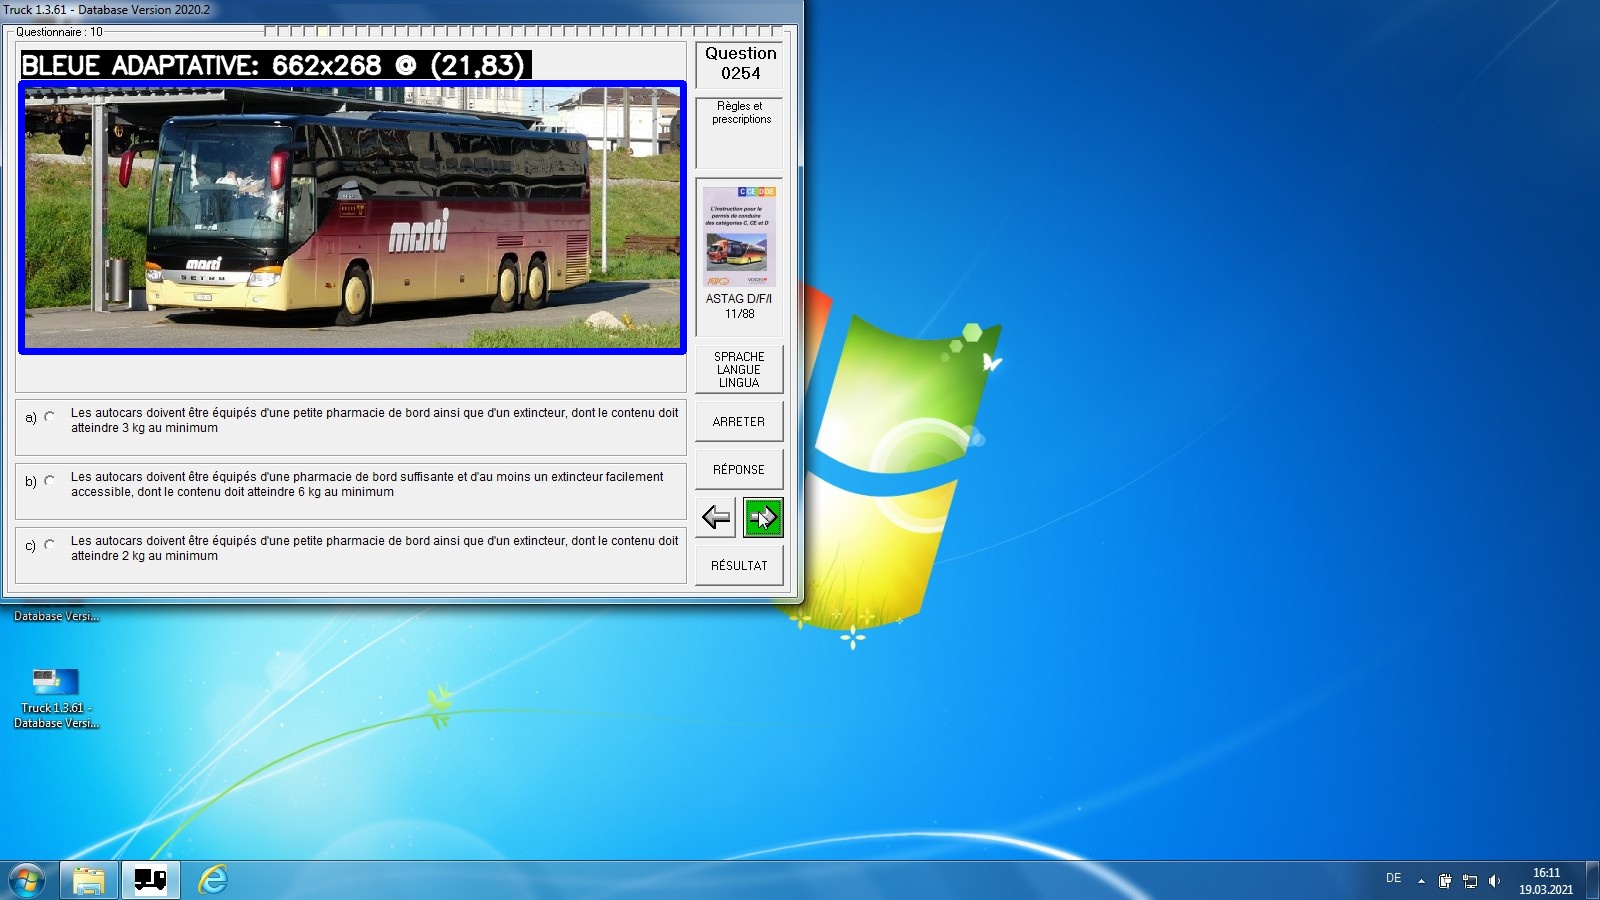 Truck 1.3.61 - Database Version 2020.2
Questionnaire : 10
BLEUE ADAPTATIVE: 662x268 @ (21,83)
marti
marti
SETRA
Question
0254
Règles et
prescriptions
C CE D DE
L'instruction pour le
permis de conduire
des catégories C, CE et D
ASTAG D/F/I
11/88
SPRACHE
LANGUE
LINGUA
ARRETER
RÉPONSE
RÉSULTAT
a) Les autocars doivent être équipés d'une petite pharmacie de bord ainsi que d'un extincteur, dont le contenu doit
atteindre 3 kg au minimum
b) Les autocars doivent être équipés d'une pharmacie de bord suffisante et d'au moins un extincteur facilement
accessible, dont le contenu doit atteindre 6 kg au minimum
c) Les autocars doivent être équipés d'une petite pharmacie de bord ainsi que d'un extincteur, dont le contenu doit
atteindre 2 kg au minimum
Database Versi...
Truck 1.3.61 -
Database Versi...
DE
16:11
19.03.2021